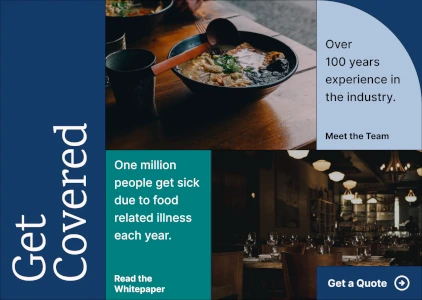 Get
Covered
Over
100 years
experience in
the industry.
Meet the Team
One million
people get sick
due to food
related illness
each year.
Read the
Whitepaper
Get a Quote